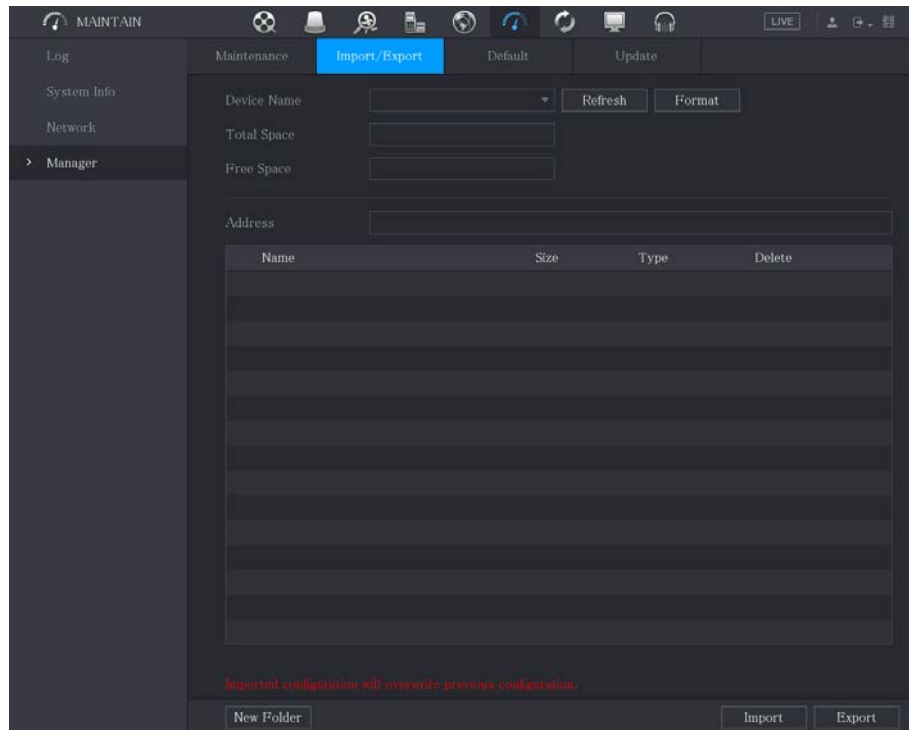 MAINTAIN
LIVE
Log
Maintenance
Import/Export
Default
Update
System Info
Device Name
Refresh
Format
Network
Total Space
Manager
Free Space
Address
Name
Size
Type
Delete
Imported configuration will overwrite previous configuration.
New Folder
Import
Export